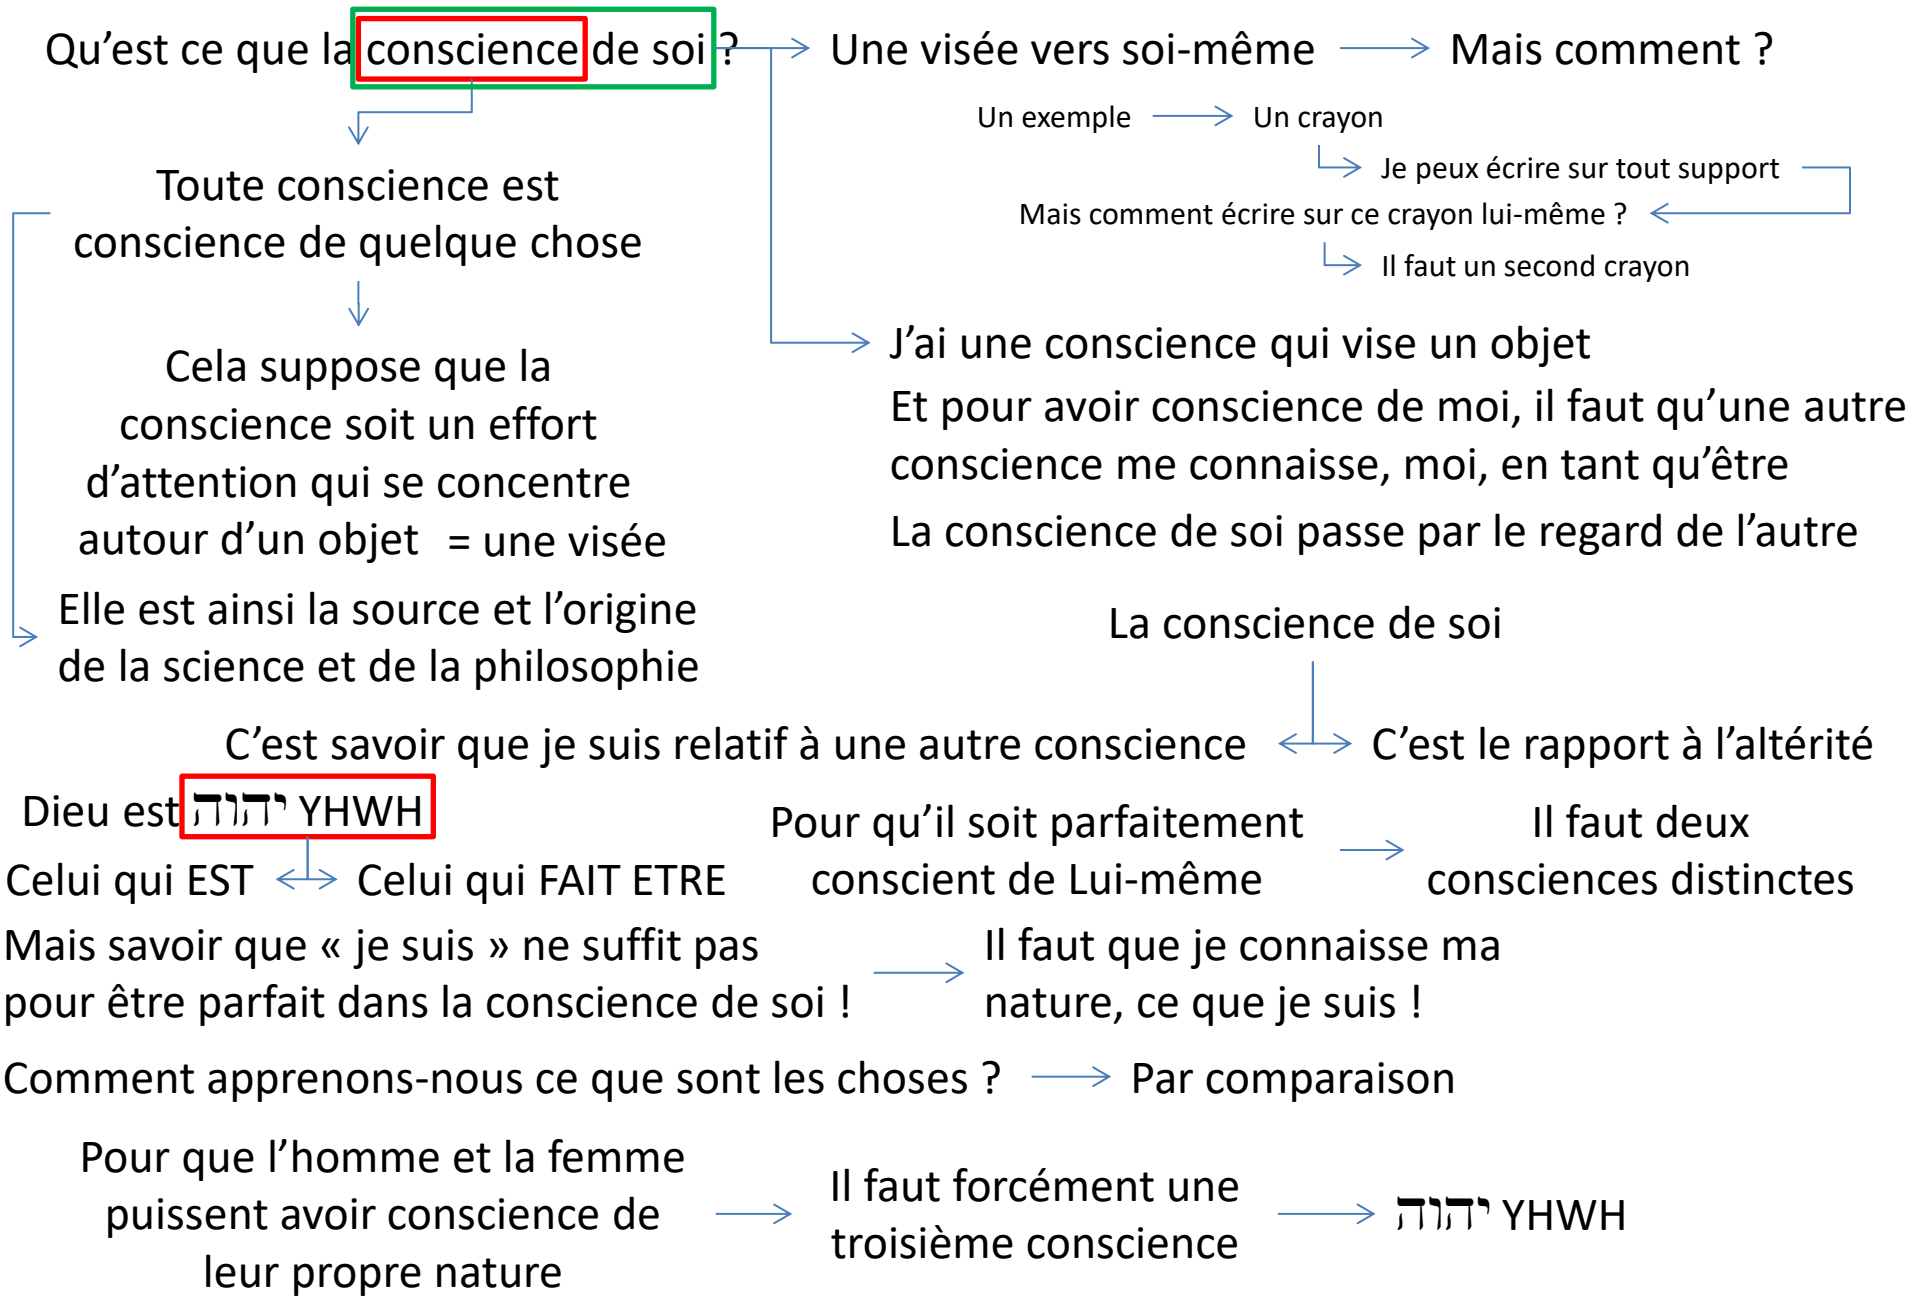 Qu’est ce que la conscience de soi ?
Une visée vers soi-même
Mais comment ?
Un exemple
Un crayon
Je peux écrire sur tout support
Mais comment écrire sur ce crayon lui-même ?
Il faut un second crayon
Toute conscience est
conscience de quelque chose
Cela suppose que la
conscience soit un effort
d’attention qui se concentre
autour d’un objet = une visée
Elle est ainsi la source et l’origine
de la science et de la philosophie
J’ai une conscience qui vise un objet
Et pour avoir conscience de moi, il faut qu’une autre
conscience me connaisse, moi, en tant qu’être
La conscience de soi passe par le regard de l’autre
La conscience de soi
C’est savoir que je suis relatif à une autre conscience
C’est le rapport à l’altérité
Dieu est יהוה YHWH
Celui qui EST
Celui qui FAIT ETRE
Pour qu’il soit parfaitement
conscient de Lui-même
Il faut deux
consciences distinctes
Mais savoir que « je suis » ne suffit pas
pour être parfait dans la conscience de soi !
Il faut que je connaisse ma
nature, ce que je suis !
Comment apprenons-nous ce que sont les choses ?
Par comparaison
Pour que l’homme et la femme
puissent avoir conscience de
leur propre nature
Il faut forcément une
troisième conscience
יהוה YHWH